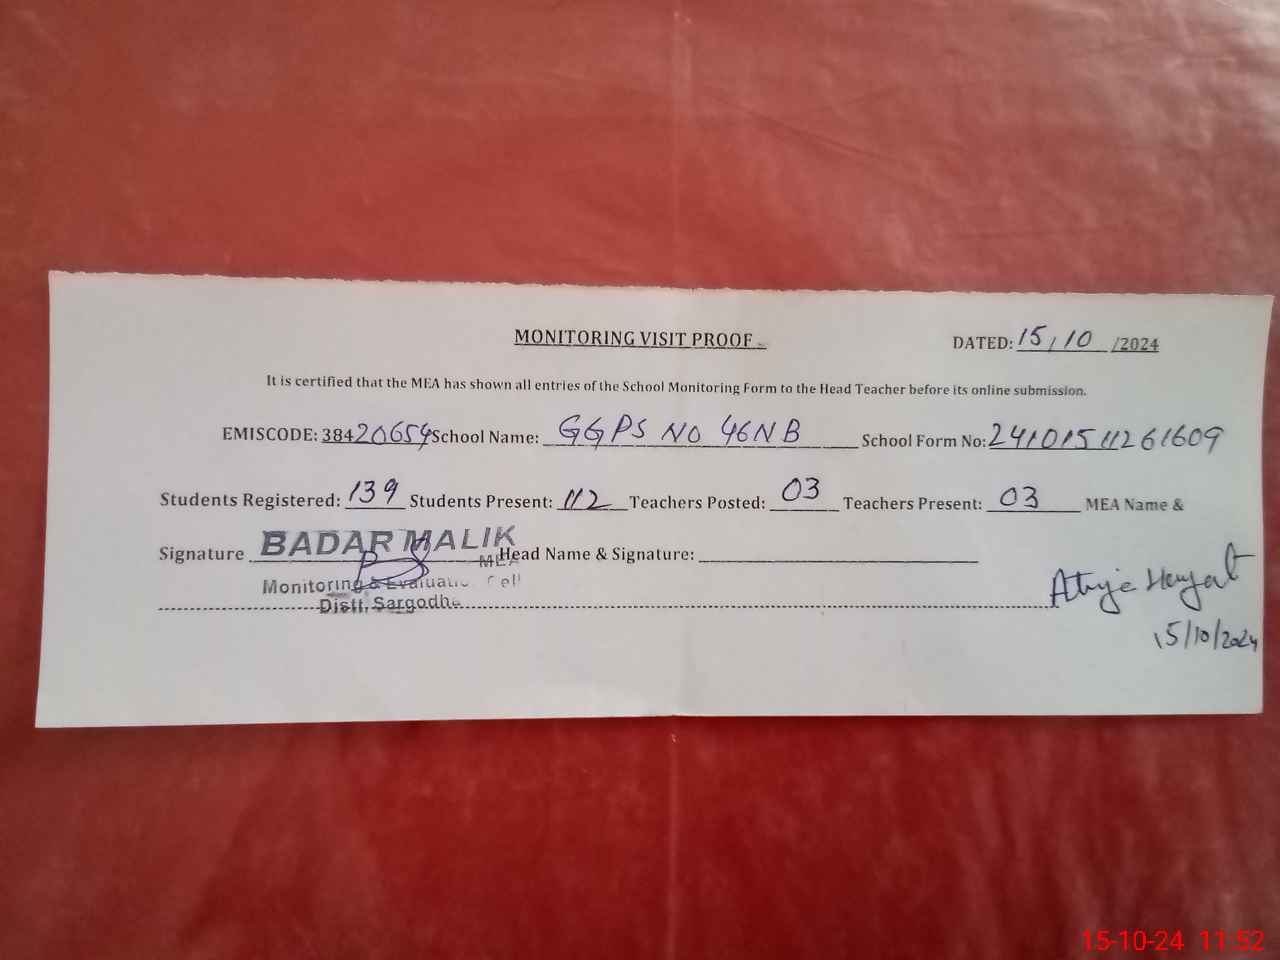 MONITORING VISIT PROOF
DATED: 15/10/2024
It is certified that the MEA has shown all entries of the School Monitoring Form to the Head Teacher before its online submission.
EMISCODE: 38420654 School Name: GGPS NO 46NB School Form No: 24101511261609
Students Registered: 139 Students Present: 112 Teachers Posted: 03 Teachers Present: 03 MEA Name &
Signature BADAR MALIK Head Name & Signature:
MEA
Monitoring & Evaluation Cell
Distt, Sargodha
15/10/2024
15-10-24 11:52